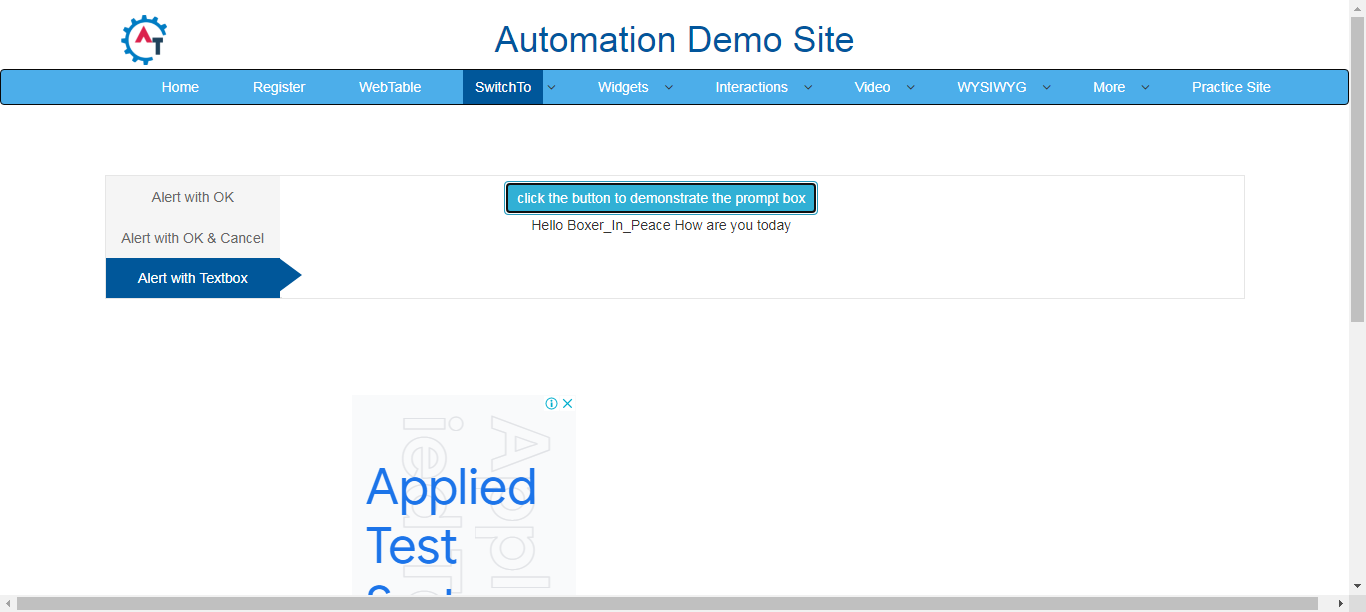 AT
Automation Demo Site
Home Register WebTable SwitchTo Widgets Interactions Video WYSIWYG More Practice Site
Alert with OK
click the button to demonstrate the prompt box
Hello Boxer_In_Peace How are you today
Alert with OK & Cancel
Alert with Textbox
Applied
Test